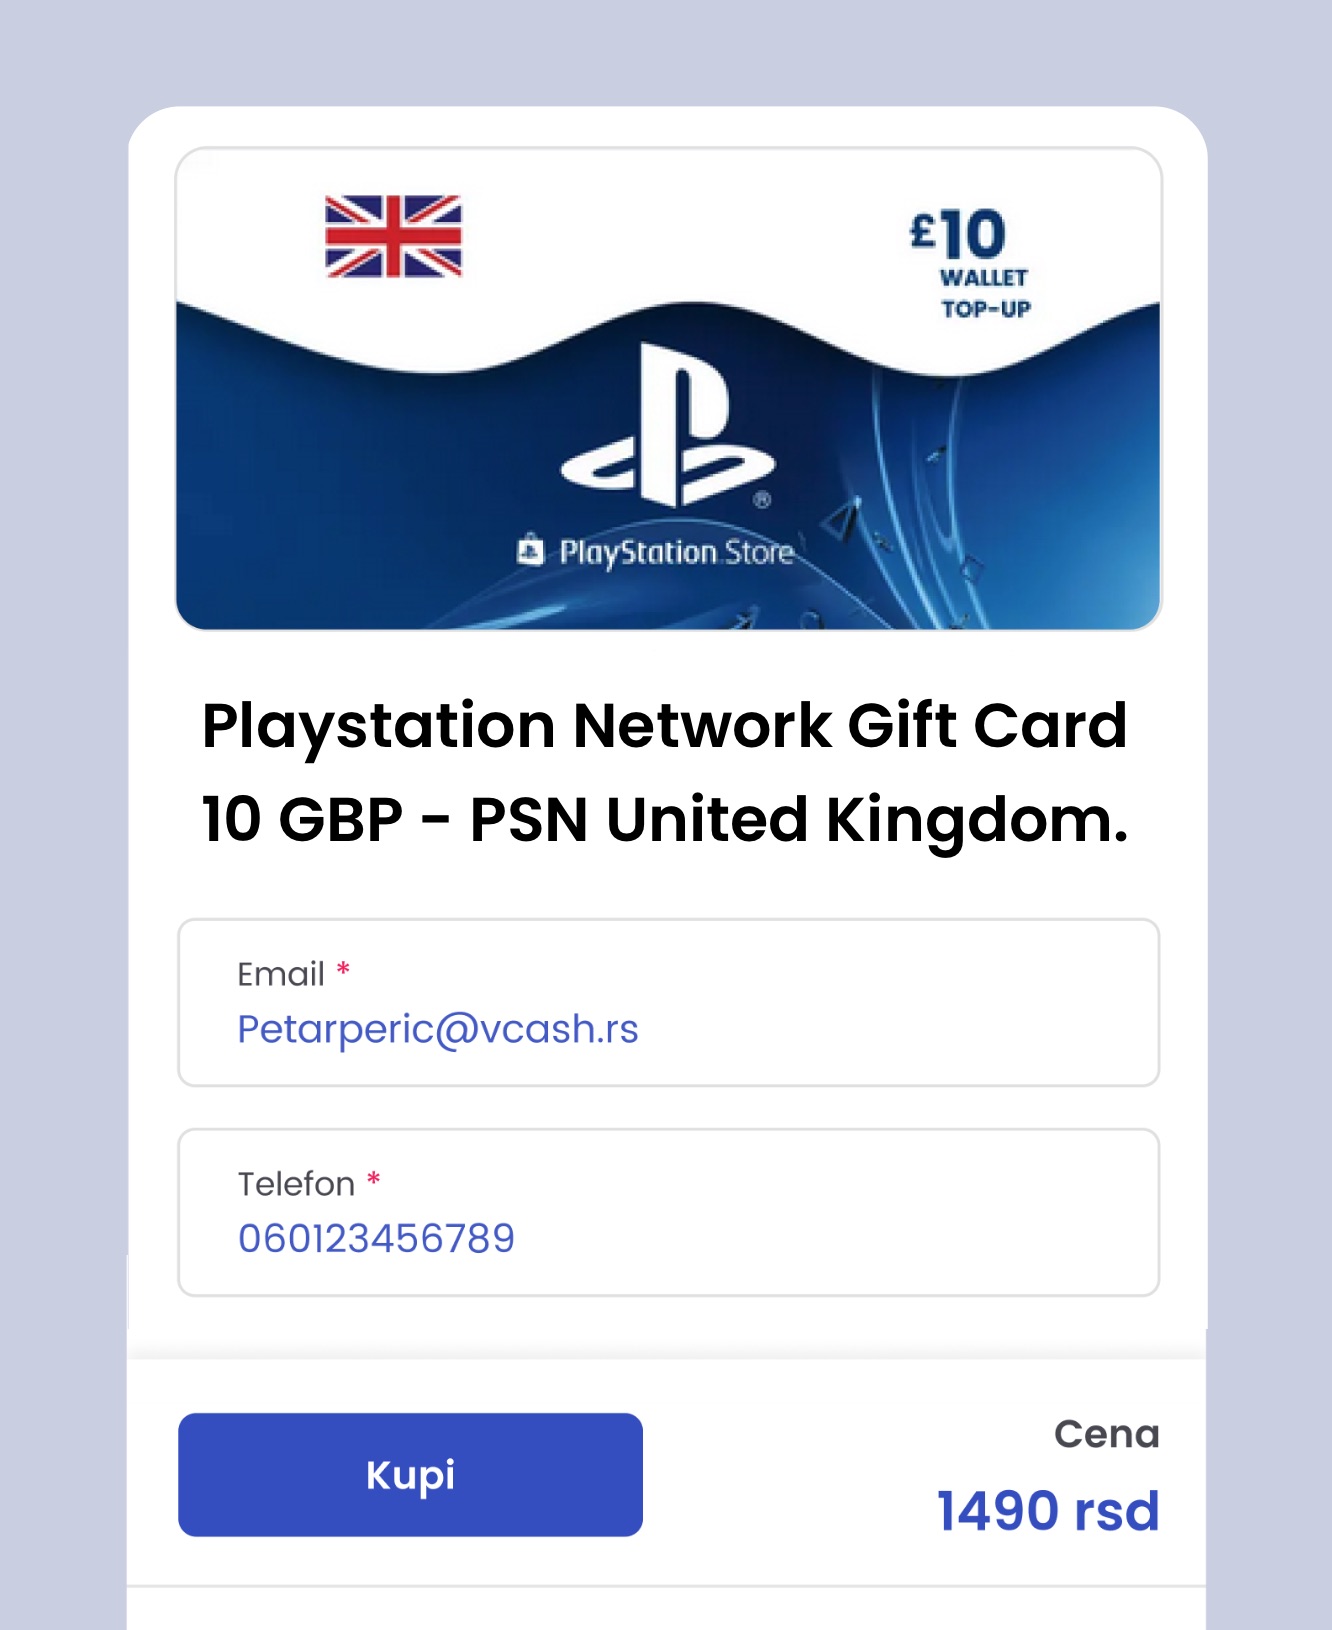 £10
WALLET
TOP-UP
®
PlayStation Store
Playstation Network Gift Card
10 GBP - PSN United Kingdom.
Email *
Petarperic@vcash.rs
Telefon *
060123456789
Kupi
Cena
1490 rsd